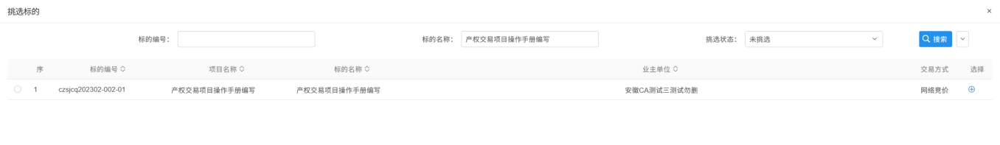 挑选标的
标的编号： 标的名称： 产权交易项目操作手册编写 挑选状态： 未挑选 搜索
序 标的编号 项目名称 标的名称 业主单位 交易方式 选择
1 czsjcq202302-002-01 产权交易项目操作手册编写 产权交易项目操作手册编写 安徽CA测试三测试勿删 网络竞价